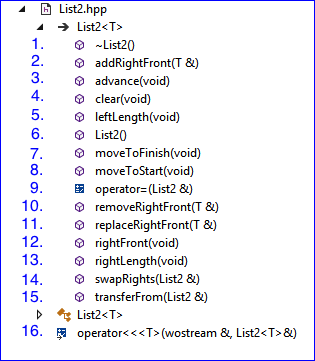 List2.hpp
List2<T>
1. ~List2()
2. addRightFront(T &)
3. advance(void)
4. clear(void)
5. leftLength(void)
6. List2()
7. moveToFinish(void)
8. moveToStart(void)
9. operator=(List2 &)
10. removeRightFront(T &)
11. replaceRightFront(T &)
12. rightFront(void)
13. rightLength(void)
14. swapRights(List2 &)
15. transferFrom(List2 &)
List2<T>
16. operator<<<T>(wostream &, List2<T>&)